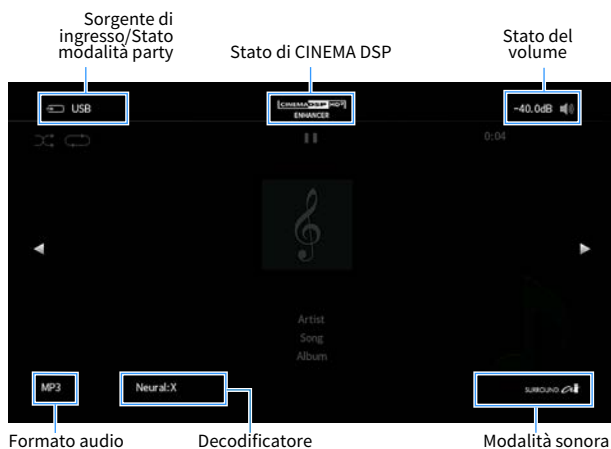 Sorgente di
ingresso/Stato
modalità party
Stato di CINEMA DSP
Stato del
volume
USB
CINEMA DSP HD³
ENHANCER
-40.0dB
0:04
Artist
Song
Album
MP3
Neural:X
SURROUND AI
Formato audio
Decodificatore
Modalità sonora